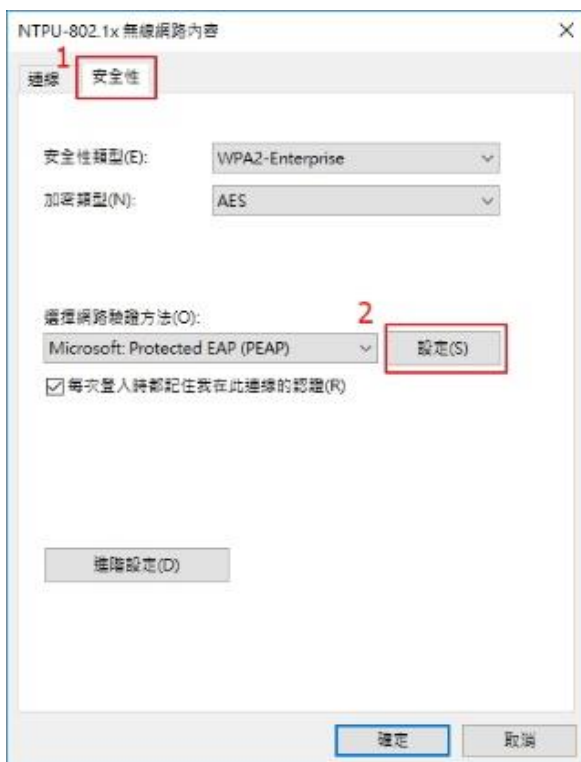 NTPU-802.1x 無線網路內容
1
連線 安全性
安全性類型(E): WPA2-Enterprise
加密類型(N): AES
選擇網路驗證方法(O):
2
Microsoft: Protected EAP (PEAP) 設定(S)
每次登入時都記住我在此連線的認證(R)
進階設定(D)
確定 取消